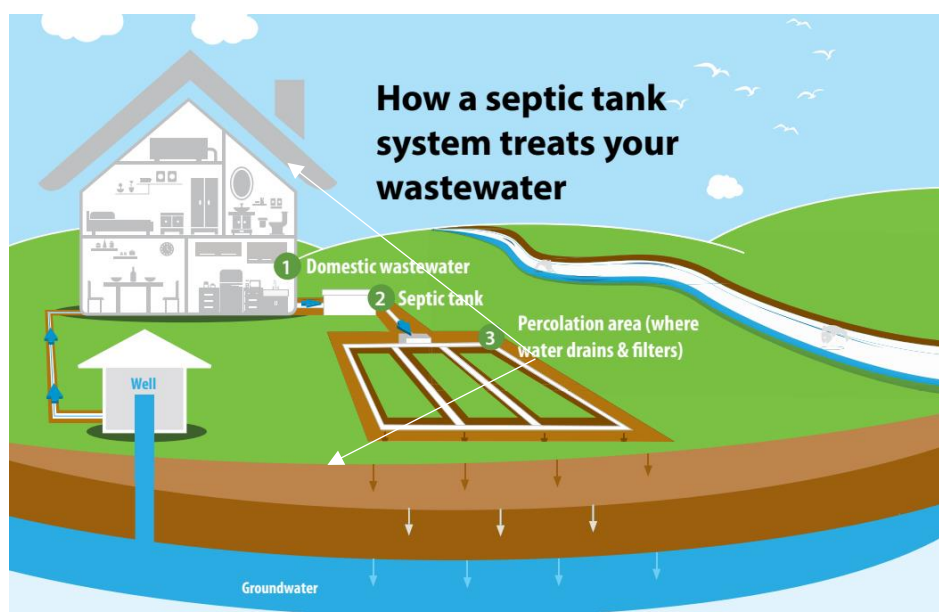 How a septic tank
system treats your
wastewater
1 Domestic wastewater
2 Septic tank
3 Percolation area (where
water drains & filters)
Well
Groundwater